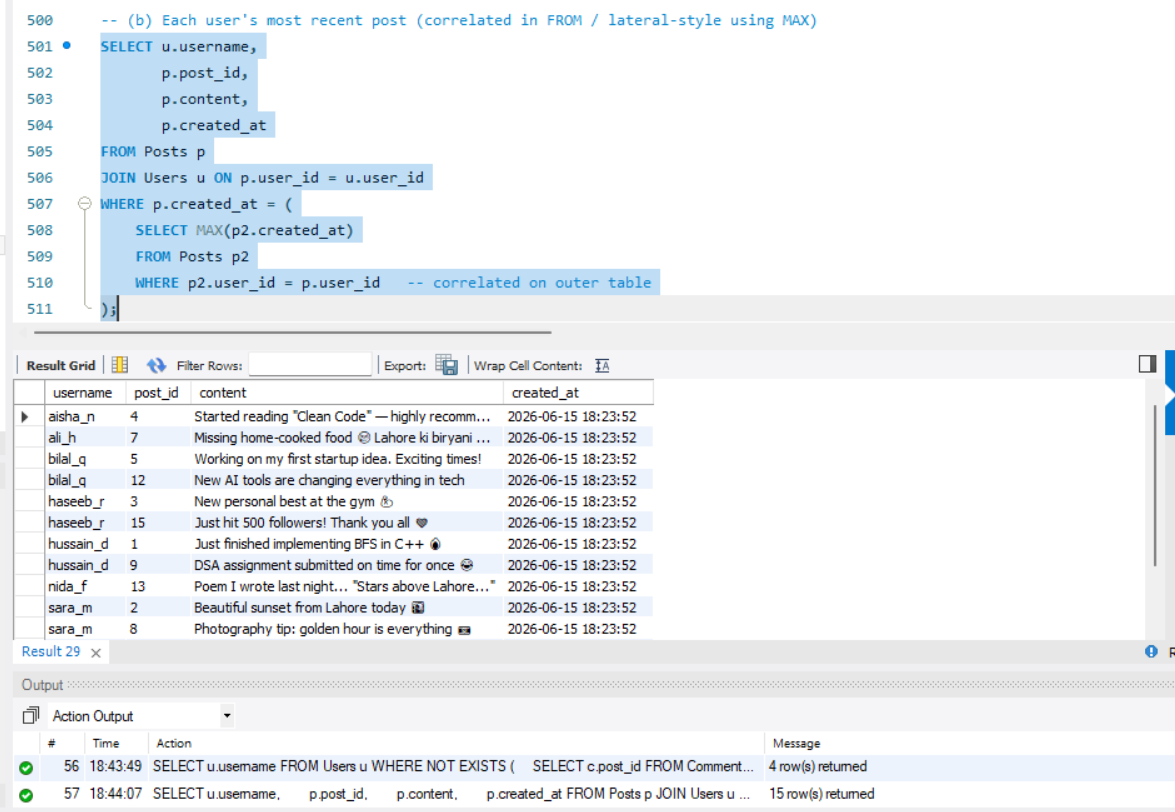 500 -- (b) Each user's most recent post (correlated in FROM / lateral-style using MAX)
501 SELECT u.username,
502 p.post_id,
503 p.content,
504 p.created_at
505 FROM Posts p
506 JOIN Users u ON p.user_id = u.user_id
507 WHERE p.created_at = (
508 SELECT MAX(p2.created_at)
509 FROM Posts p2
510 WHERE p2.user_id = p.user_id -- correlated on outer table
511 );
Result Grid Filter Rows: Export: Wrap Cell Content:
username post_id content created_at
aisha_n 4 Started reading "Clean Code" — highly recomm... 2026-06-15 18:23:52
ali_h 7 Missing home-cooked food Lahore ki biryani ... 2026-06-15 18:23:52
bilal_q 5 Working on my first startup idea. Exciting times! 2026-06-15 18:23:52
bilal_q 12 New AI tools are changing everything in tech 2026-06-15 18:23:52
haseeb_r 3 New personal best at the gym 2026-06-15 18:23:52
haseeb_r 15 Just hit 500 followers! Thank you all 2026-06-15 18:23:52
hussain_d 1 Just finished implementing BFS in C++ 2026-06-15 18:23:52
hussain_d 9 DSA assignment submitted on time for once 2026-06-15 18:23:52
nida_f 13 Poem I wrote last night... "Stars above Lahore..." 2026-06-15 18:23:52
sara_m 2 Beautiful sunset from Lahore today 2026-06-15 18:23:52
sara_m 8 Photography tip: golden hour is everything 2026-06-15 18:23:52
Result 29
Output
Action Output
# Time Action Message
56 18:43:49 SELECT u.username FROM Users u WHERE NOT EXISTS ( SELECT c.post_id FROM Comment... 4 row(s) returned
57 18:44:07 SELECT u.username, p.post_id, p.content, p.created_at FROM Posts p JOIN Users u ... 15 row(s) returned